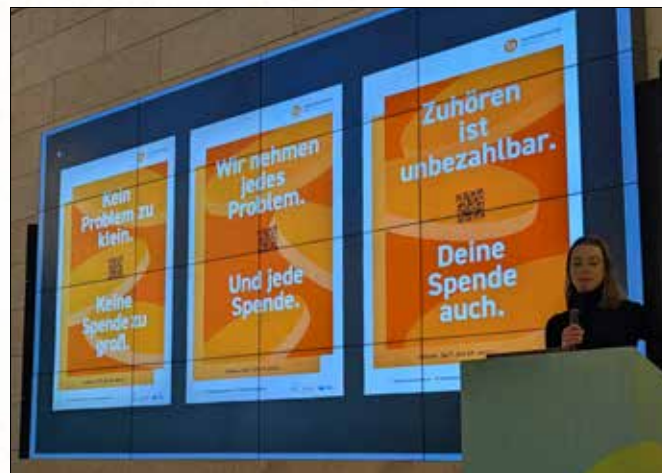 Kein
Problem zu
klein.
Keine
Spende zu
groß.
Wir nehmen
jedes
Problem.
Und jede
Spende.
Zuhören
ist
unbezahlbar.
Deine
Spende
auch.